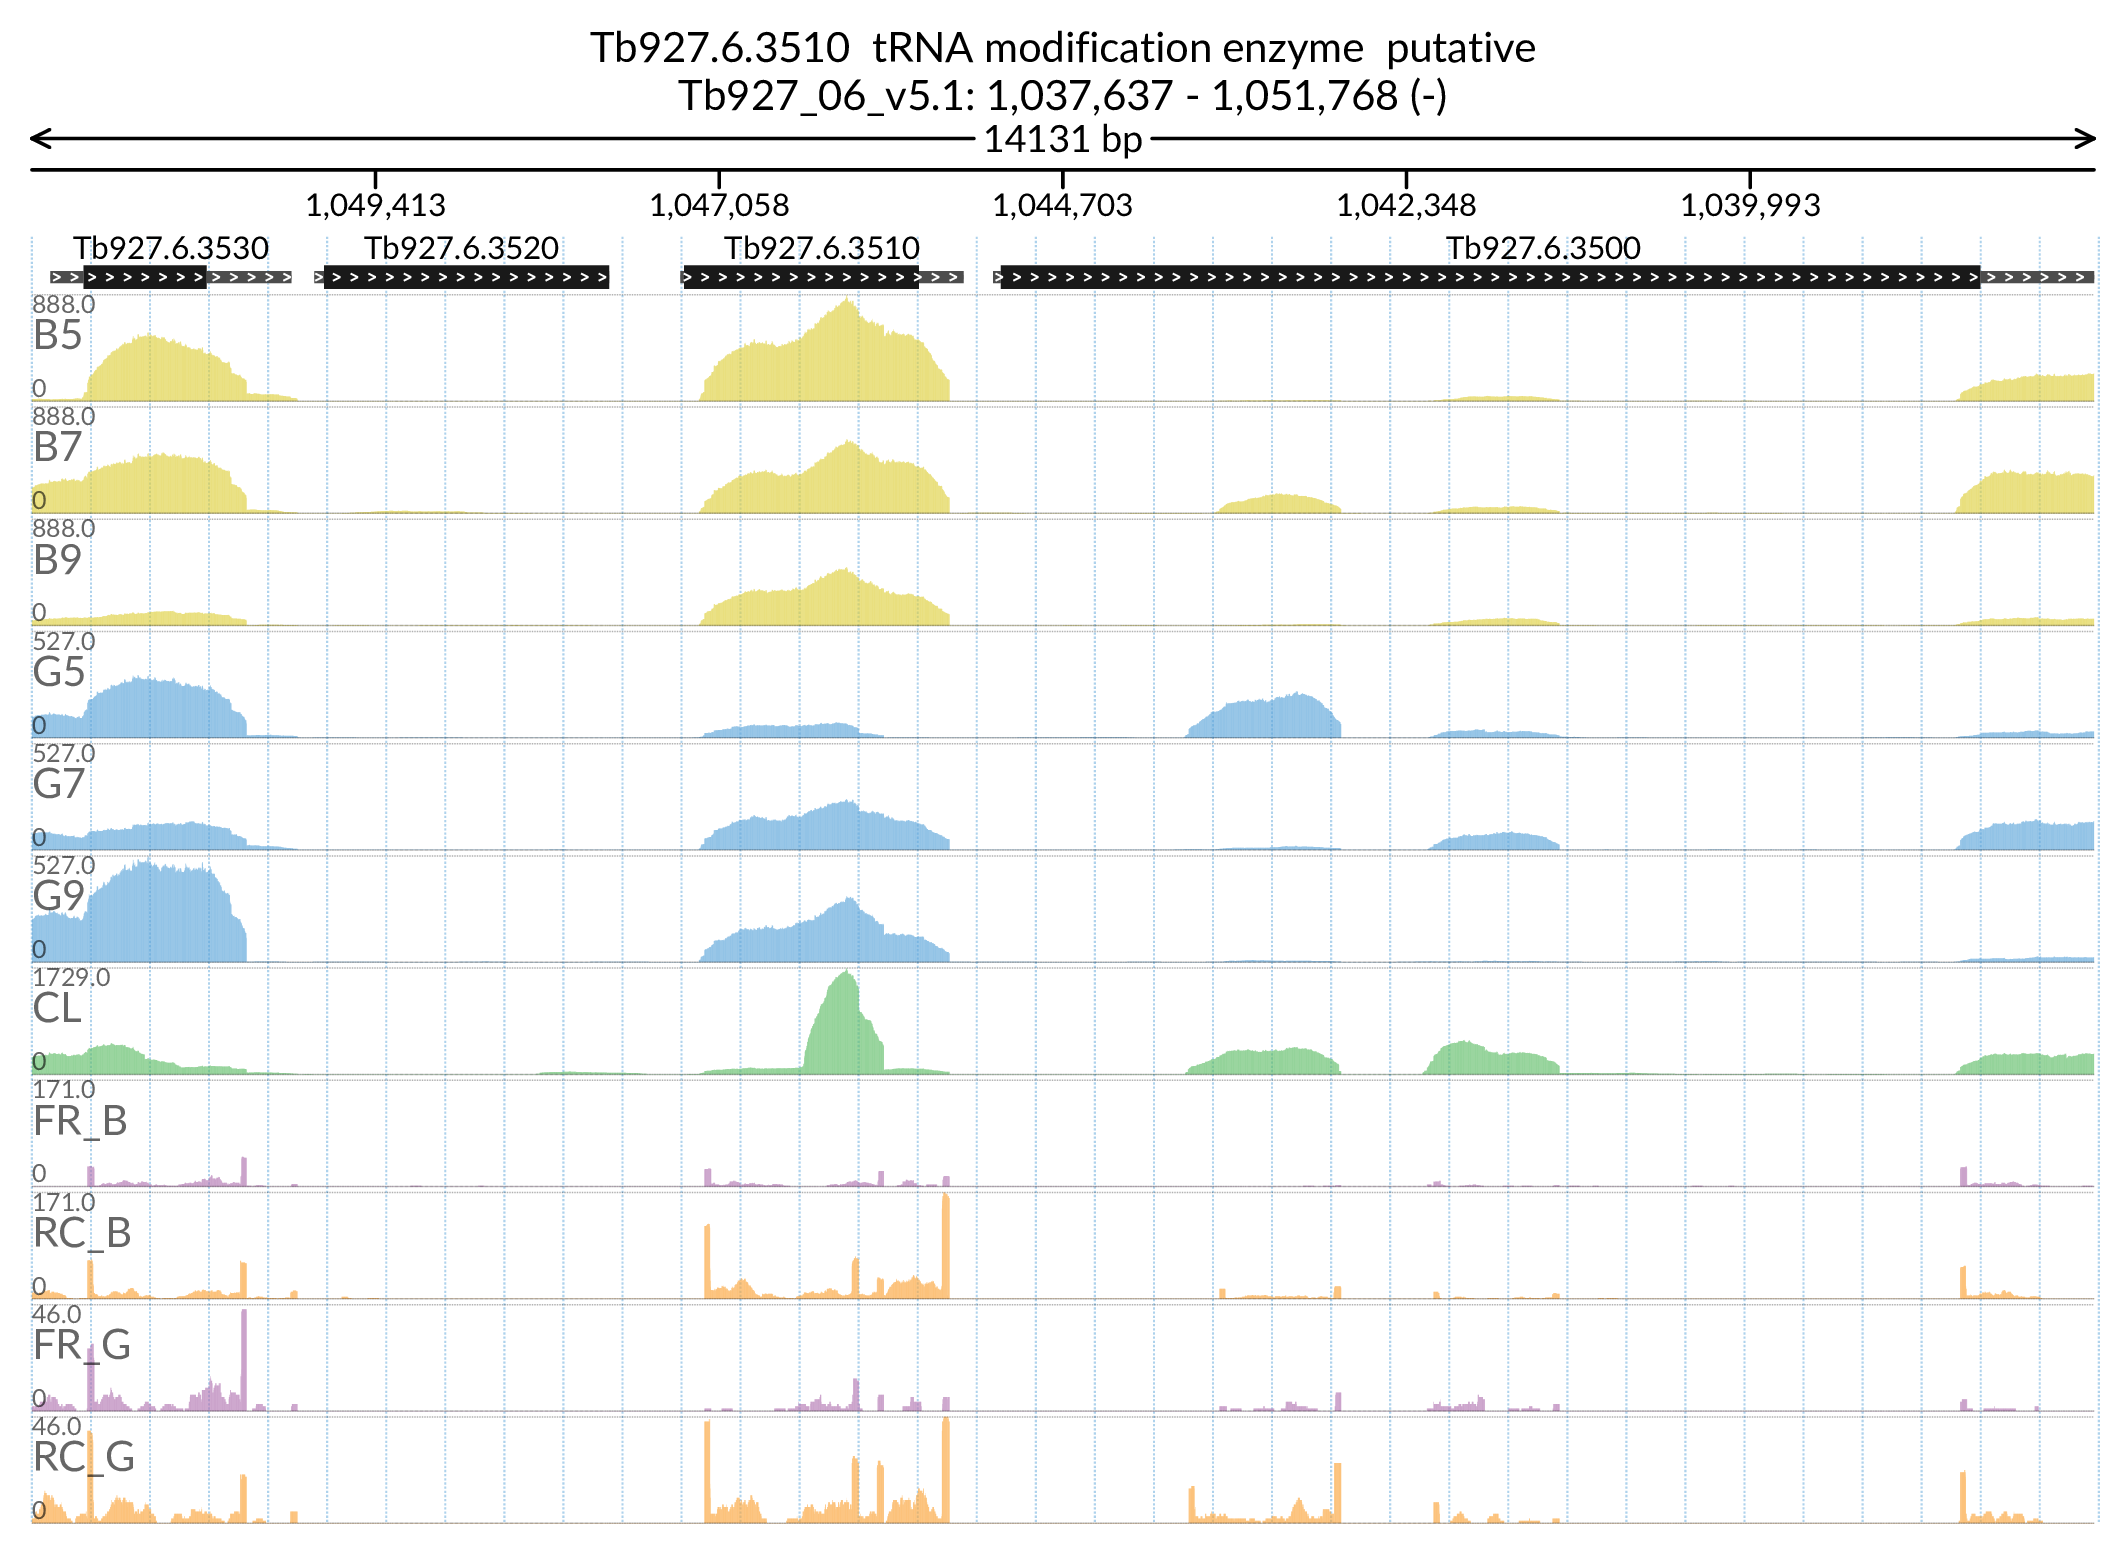 Tb927.6.3510  tRNA modification enzyme  putative
Tb927_06_v5.1: 1,037,637 - 1,051,768 (-)
14131 bp
1,049,413 1,047,058 1,044,703 1,042,348 1,039,993
Tb927.6.3530 Tb927.6.3520 Tb927.6.3510 Tb927.6.3500
888.0
B5
0
888.0
B7
0
888.0
B9
0
527.0
G5
0
527.0
G7
0
527.0
G9
0
1729.0
CL
0
171.0
FR_B
0
171.0
RC_B
0
46.0
FR_G
0
46.0
RC_G
0